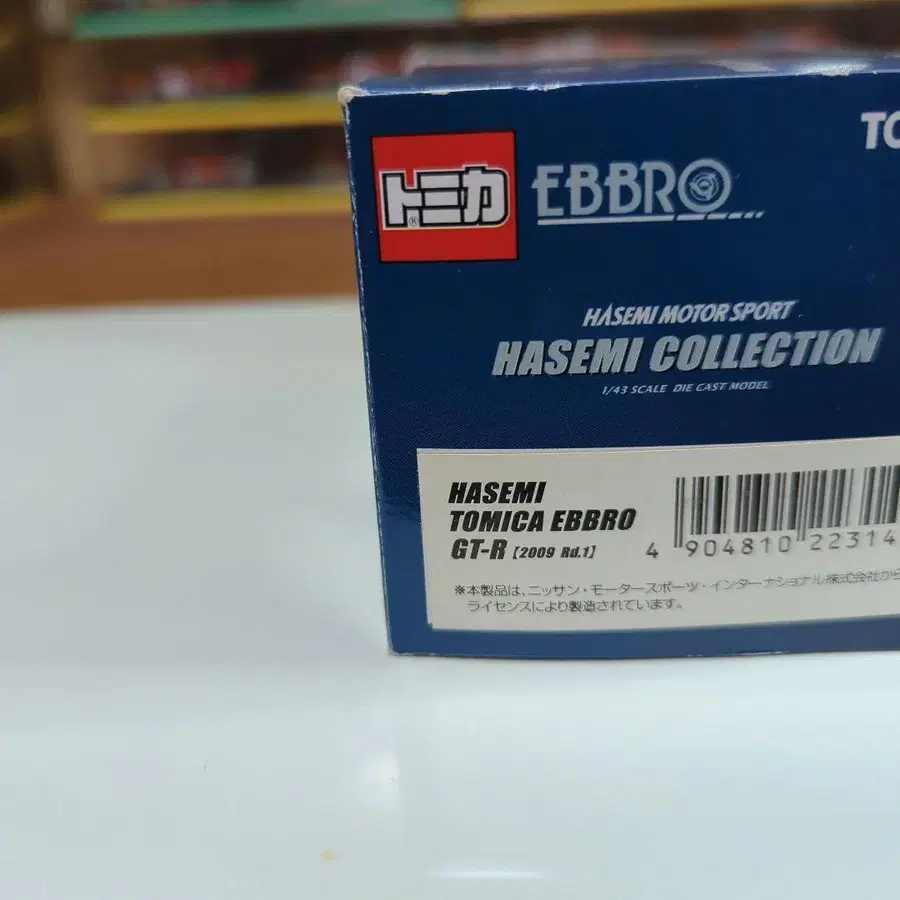 トミカ® EBBRO TO
HASEMI MOTOR SPORT
HASEMI COLLECTION
1/43 SCALE DIE CAST MODEL
HASEMI
TOMICA EBBRO
GT-R [2009 Rd.1]
4 904810 22314
※本製品は、ニッサン・モータースポーツ・インターナショナル株式会社から
ライセンスにより製造されています。